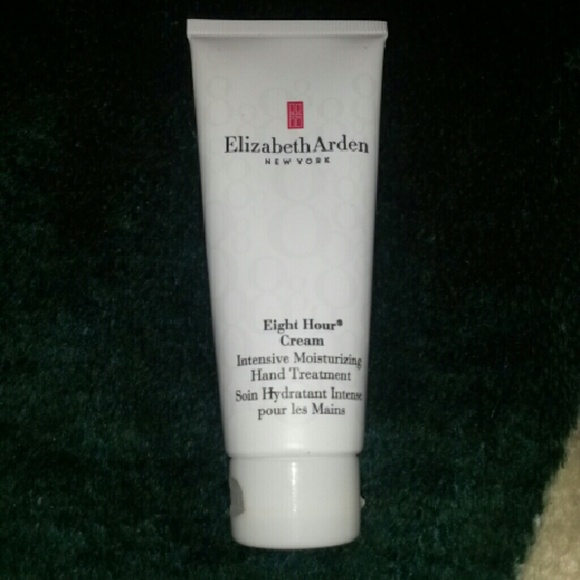 ElizabethArden
NEW YORK
Eight Hour®
Cream
Intensive Moisturizing
Hand Treatment
Soin Hydratant Intense
pour les Mains